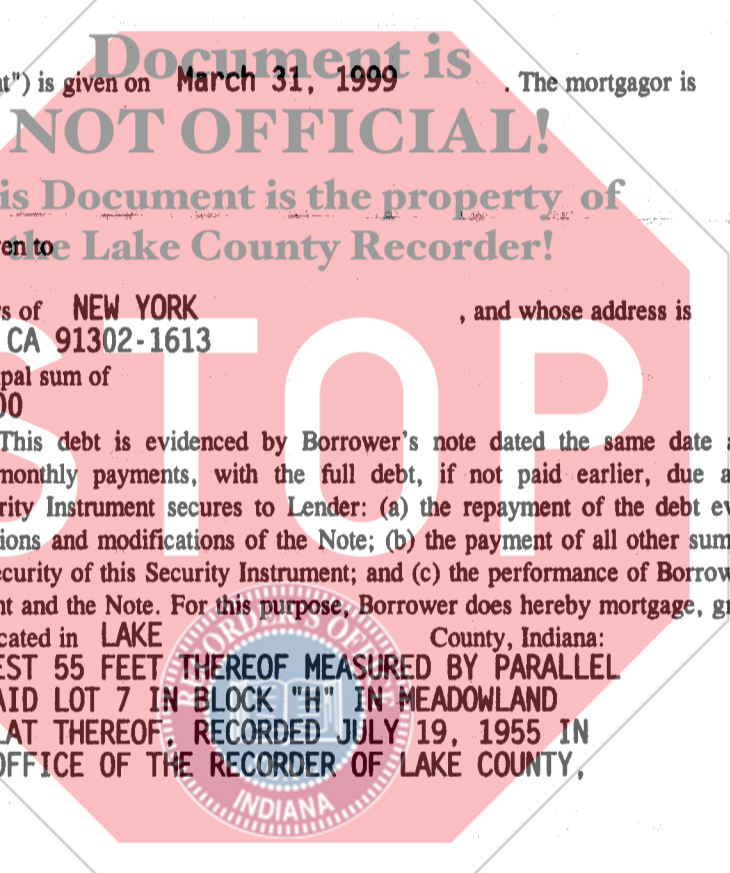 Document is
t") is given on March 31, 1999 . The mortgagor is
NOT OFFICIAL!
is Document is the property of
en to
the Lake County Recorder!
s of NEW YORK , and whose address is
CA 91302-1613
pal sum of
00
STOP
This debt is evidenced by Borrower's note dated the same date a
monthly payments, with the full debt, if not paid earlier, due a
rity Instrument secures to Lender: (a) the repayment of the debt ev
ions and modifications of the Note; (b) the payment of all other sum
ecurity of this Security Instrument; and (c) the performance of Borrow
nt and the Note. For this purpose, Borrower does hereby mortgage, gr
cated in LAKE County, Indiana:
EST 55 FEET THEREOF MEASURED BY PARALLEL
AID LOT 7 IN BLOCK "H" IN MEADOWLAND
LAT THEREOF, RECORDED JULY 19, 1955 IN
OFFICE OF THE RECORDER OF LAKE COUNTY,
RECORDER'S OFFICE
INDIANA